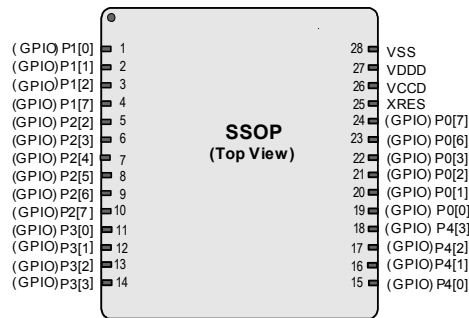 (GPIO) P1[0] 1
(GPIO) P1[1] 2
(GPIO) P1[2] 3
(GPIO) P1[7] 4
(GPIO) P2[2] 5
(GPIO) P2[3] 6
(GPIO) P2[4] 7
(GPIO) P2[5] 8
(GPIO) P2[6] 9
(GPIO) P2[7] 10
(GPIO) P3[0] 11
(GPIO) P3[1] 12
(GPIO) P3[2] 13
(GPIO) P3[3] 14
SSOP
(Top View)
28 VSS
27 VDDD
26 VCCD
25 XRES
24 (GPIO) P0[7]
23 (GPIO) P0[6]
22 (GPIO) P0[3]
21 (GPIO) P0[2]
20 (GPIO) P0[1]
19 (GPIO) P0[0]
18 (GPIO) P4[3]
17 (GPIO) P4[2]
16 (GPIO) P4[1]
15 (GPIO) P4[0]